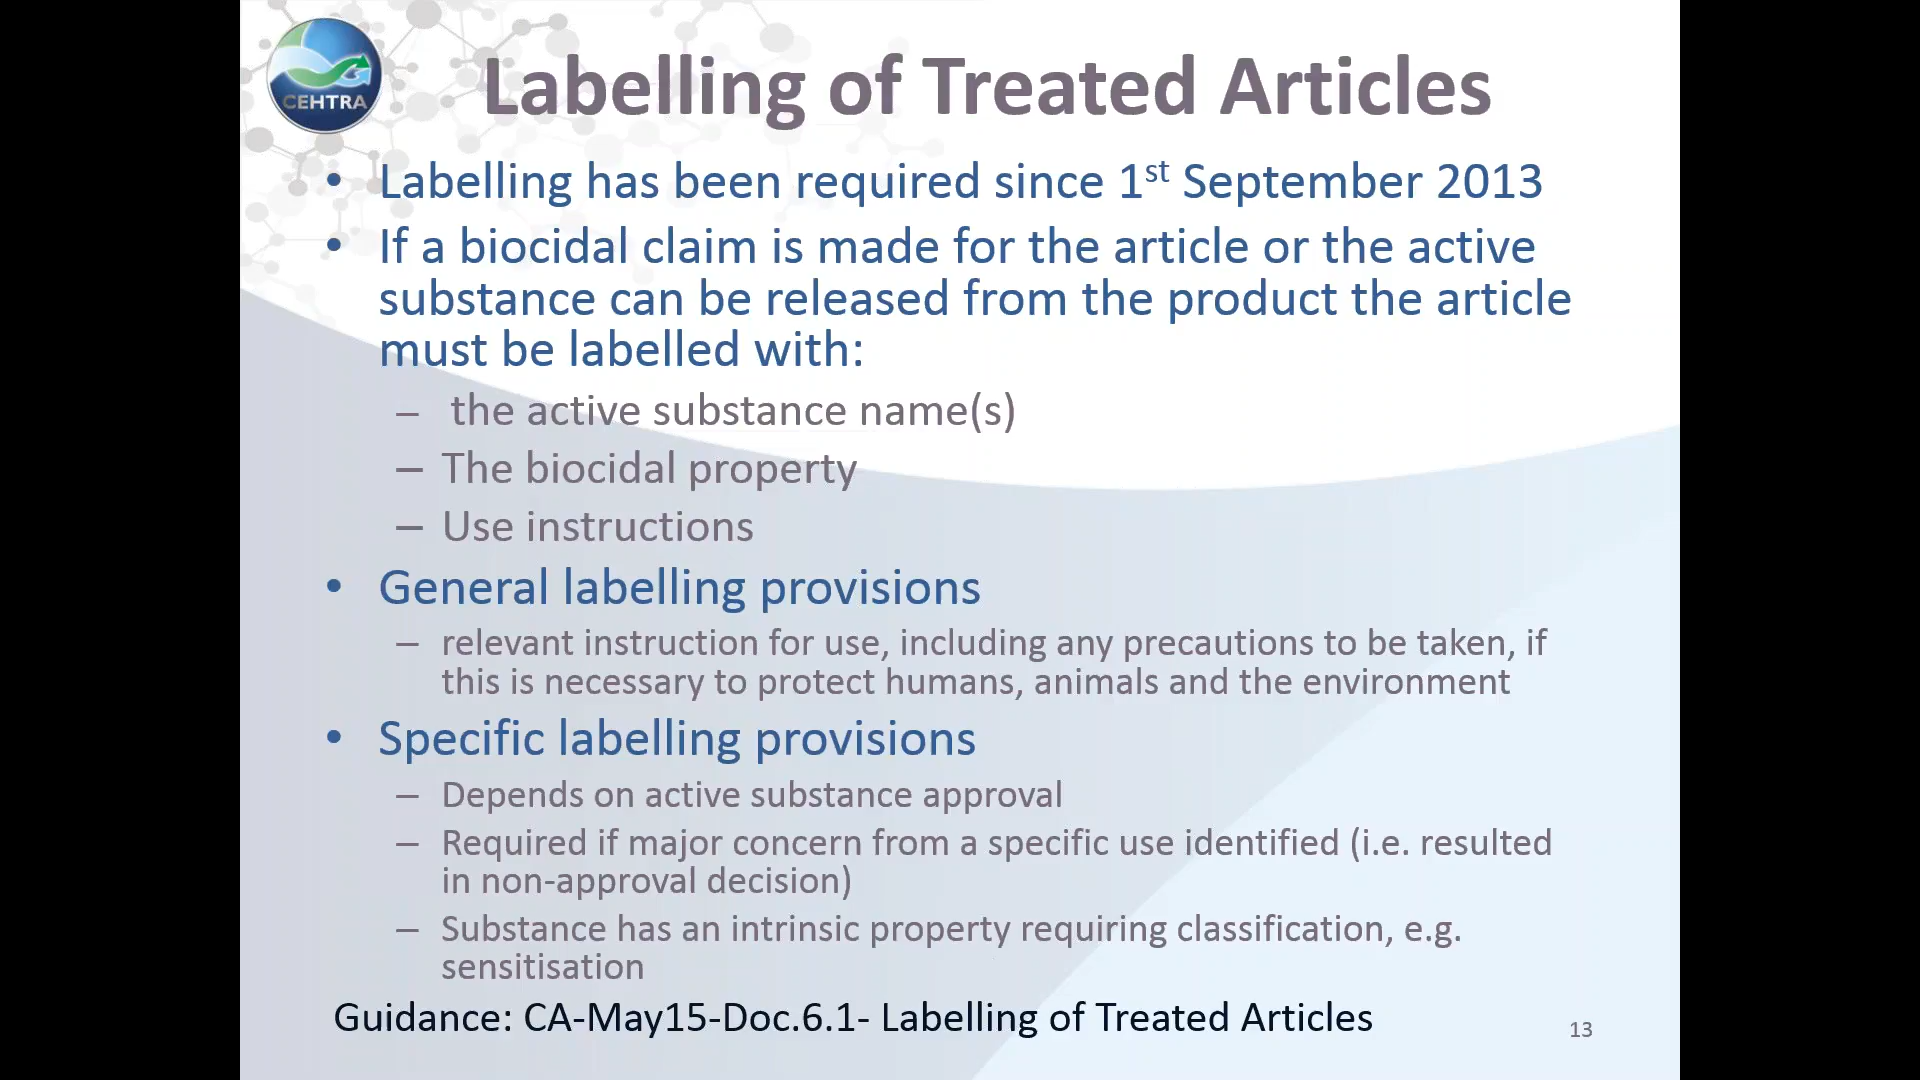 CEHTRA
Labelling of Treated Articles
• Labelling has been required since 1st September 2013
• If a biocidal claim is made for the article or the active
substance can be released from the product the article
must be labelled with:
– the active substance name(s)
– The biocidal property
– Use instructions
• General labelling provisions
– relevant instruction for use, including any precautions to be taken, if
this is necessary to protect humans, animals and the environment
• Specific labelling provisions
– Depends on active substance approval
– Required if major concern from a specific use identified (i.e. resulted
in non-approval decision)
– Substance has an intrinsic property requiring classification, e.g.
sensitisation
Guidance: CA-May15-Doc.6.1- Labelling of Treated Articles
13